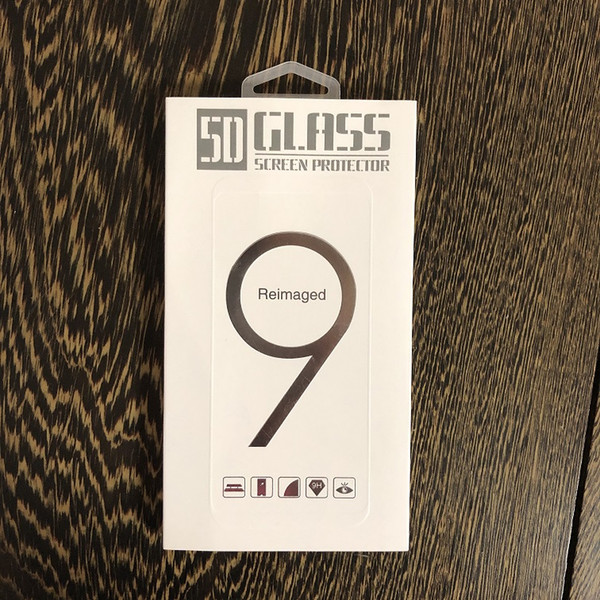 5D GLASS
SCREEN PROTECTOR
9
Reimaged
9H